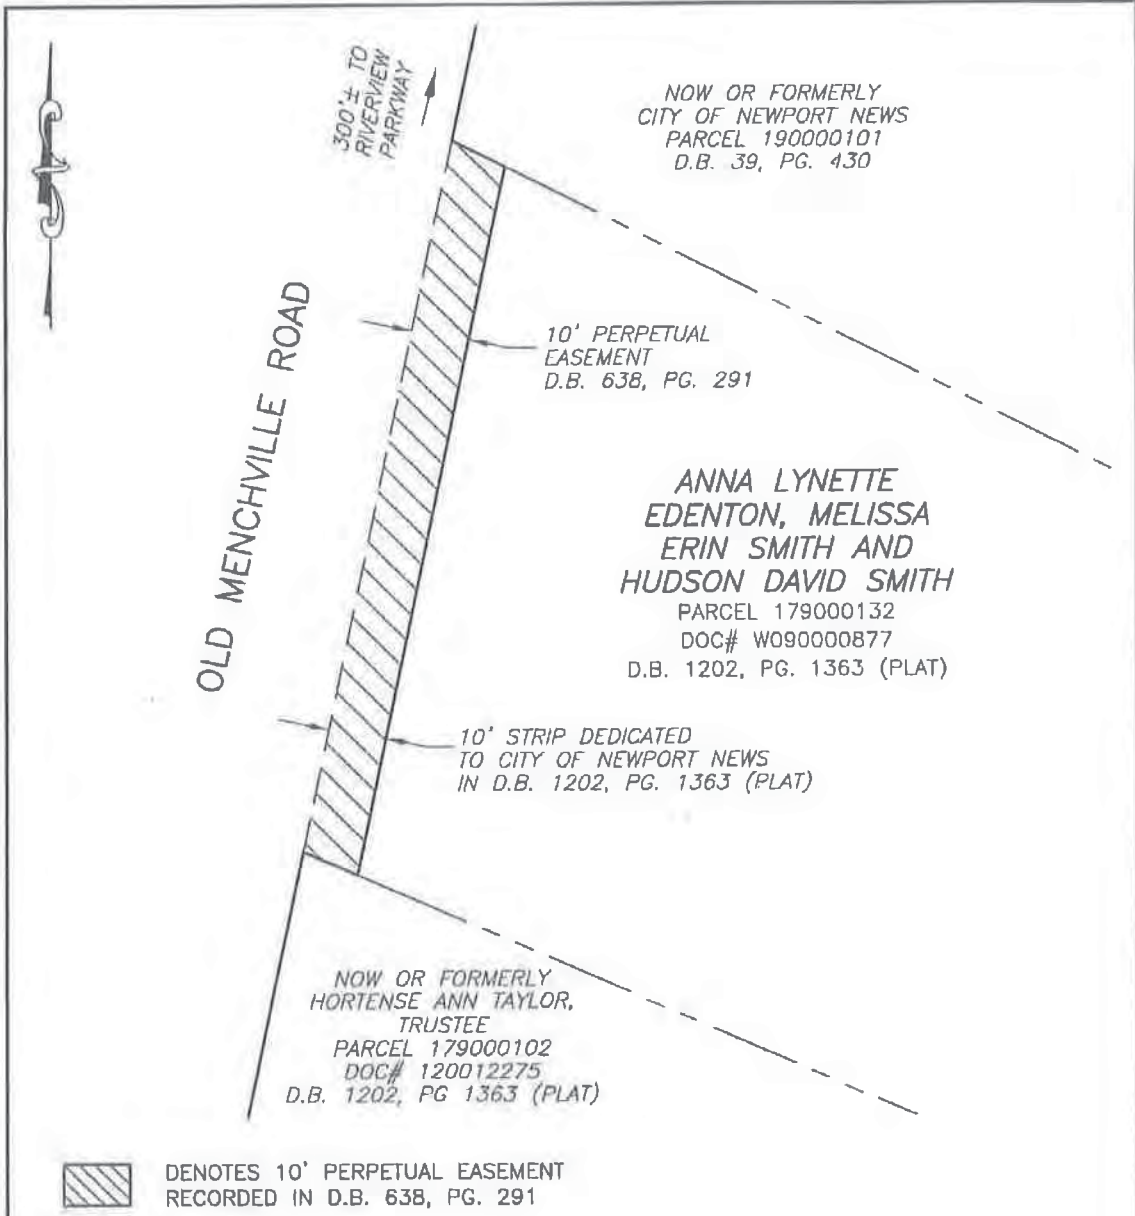 300'± TO
RIVERVIEW
PARKWAY
NOW OR FORMERLY
CITY OF NEWPORT NEWS
PARCEL 190000101
D.B. 39, PG. 430
OLD MENCHVILLE ROAD
10' PERPETUAL
EASEMENT
D.B. 638, PG. 291
ANNA LYNETTE
EDENTON, MELISSA
ERIN SMITH AND
HUDSON DAVID SMITH
PARCEL 179000132
DOC# W090000877
D.B. 1202, PG. 1363 (PLAT)
10' STRIP DEDICATED
TO CITY OF NEWPORT NEWS
IN D.B. 1202, PG. 1363 (PLAT)
NOW OR FORMERLY
HORTENSE ANN TAYLOR,
TRUSTEE
PARCEL 179000102
DOC# 120012275
D.B. 1202, PG 1363 (PLAT)
DENOTES 10' PERPETUAL EASEMENT
RECORDED IN D.B. 638, PG. 291